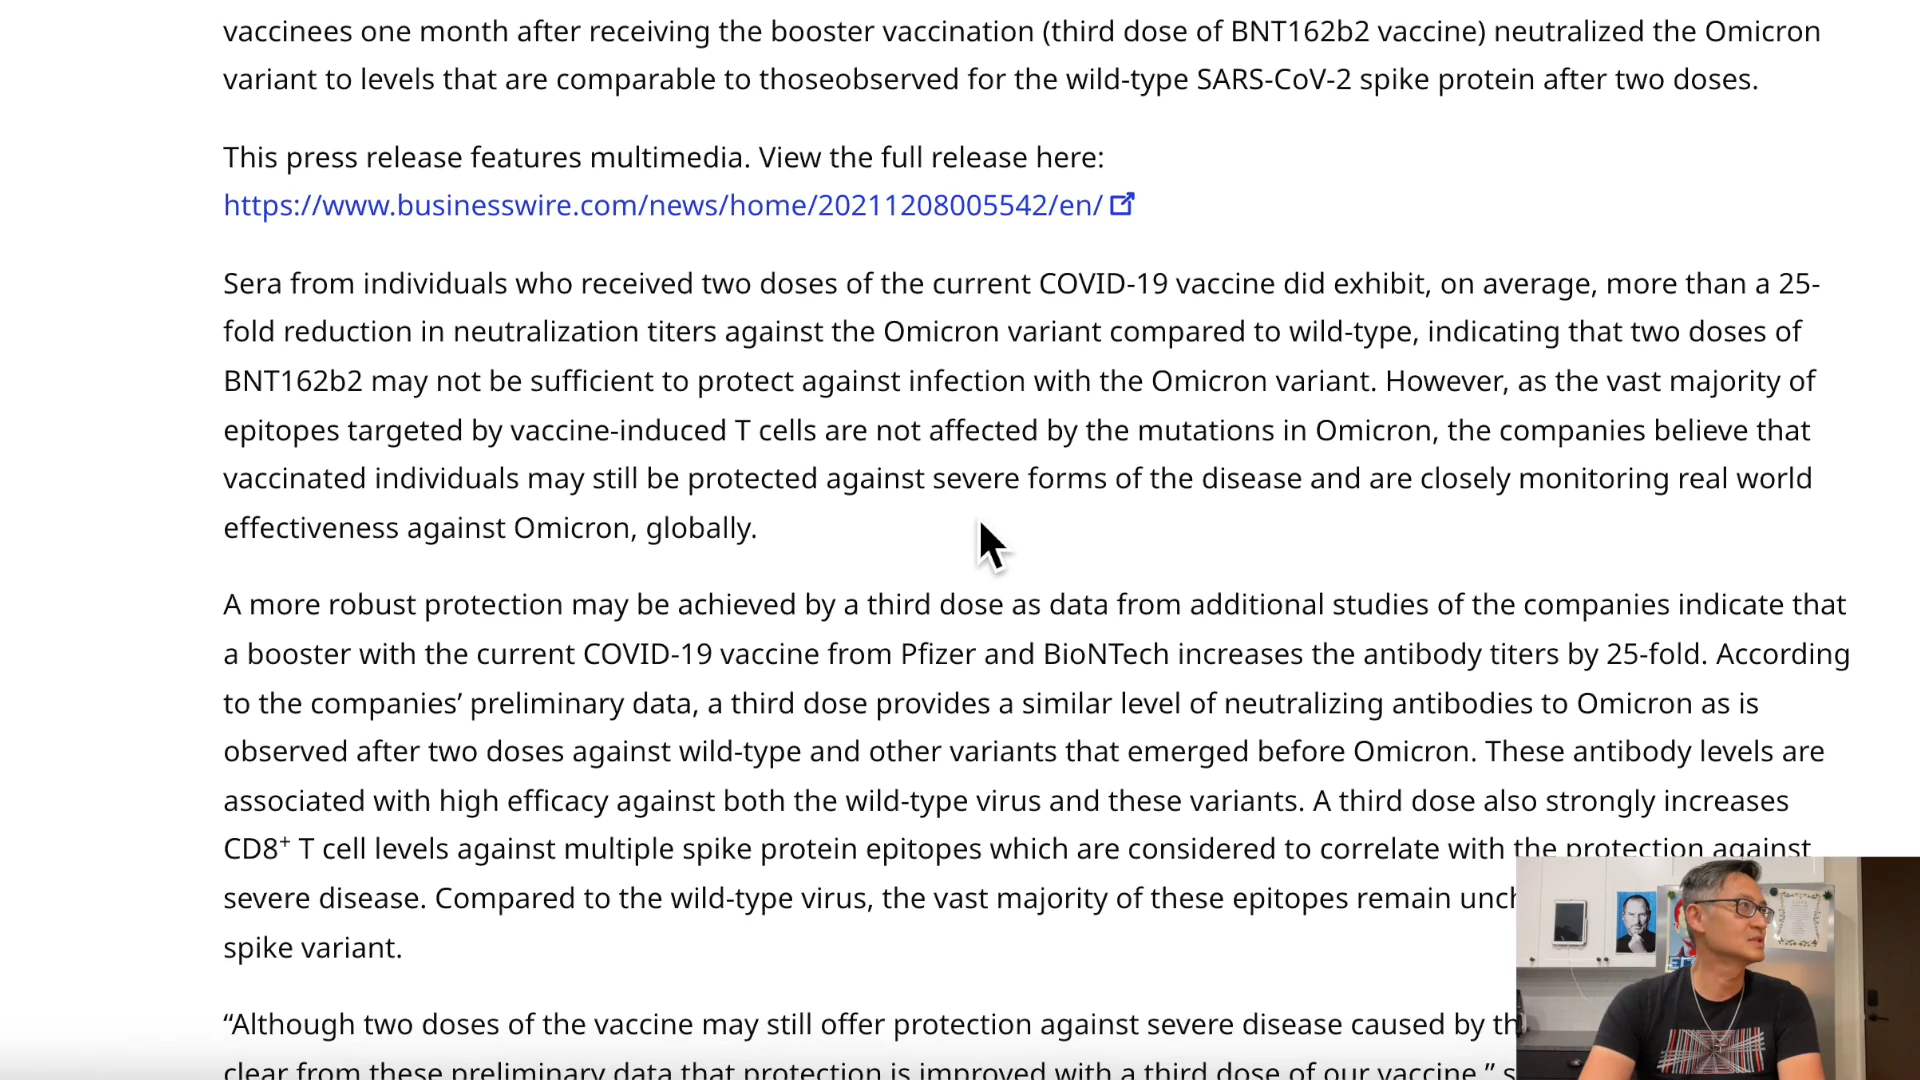 vaccinees one month after receiving the booster vaccination (third dose of BNT162b2 vaccine) neutralized the Omicron
variant to levels that are comparable to thoseobserved for the wild-type SARS-CoV-2 spike protein after two doses.
This press release features multimedia. View the full release here:
https://www.businesswire.com/news/home/20211208005542/en/
Sera from individuals who received two doses of the current COVID-19 vaccine did exhibit, on average, more than a 25-
fold reduction in neutralization titers against the Omicron variant compared to wild-type, indicating that two doses of
BNT162b2 may not be sufficient to protect against infection with the Omicron variant. However, as the vast majority of
epitopes targeted by vaccine-induced T cells are not affected by the mutations in Omicron, the companies believe that
vaccinated individuals may still be protected against severe forms of the disease and are closely monitoring real world
effectiveness against Omicron, globally.
A more robust protection may be achieved by a third dose as data from additional studies of the companies indicate that
a booster with the current COVID-19 vaccine from Pfizer and BioNTech increases the antibody titers by 25-fold. According
to the companies’ preliminary data, a third dose provides a similar level of neutralizing antibodies to Omicron as is
observed after two doses against wild-type and other variants that emerged before Omicron. These antibody levels are
associated with high efficacy against both the wild-type virus and these variants. A third dose also strongly increases
CD8⁺ T cell levels against multiple spike protein epitopes which are considered to correlate with the protection against
severe disease. Compared to the wild-type virus, the vast majority of these epitopes remain
spike variant.
“Although two doses of the vaccine may still offer protection against severe disease caused by
clear from these preliminary data that protection is improved with a third dose of our vaccine,”